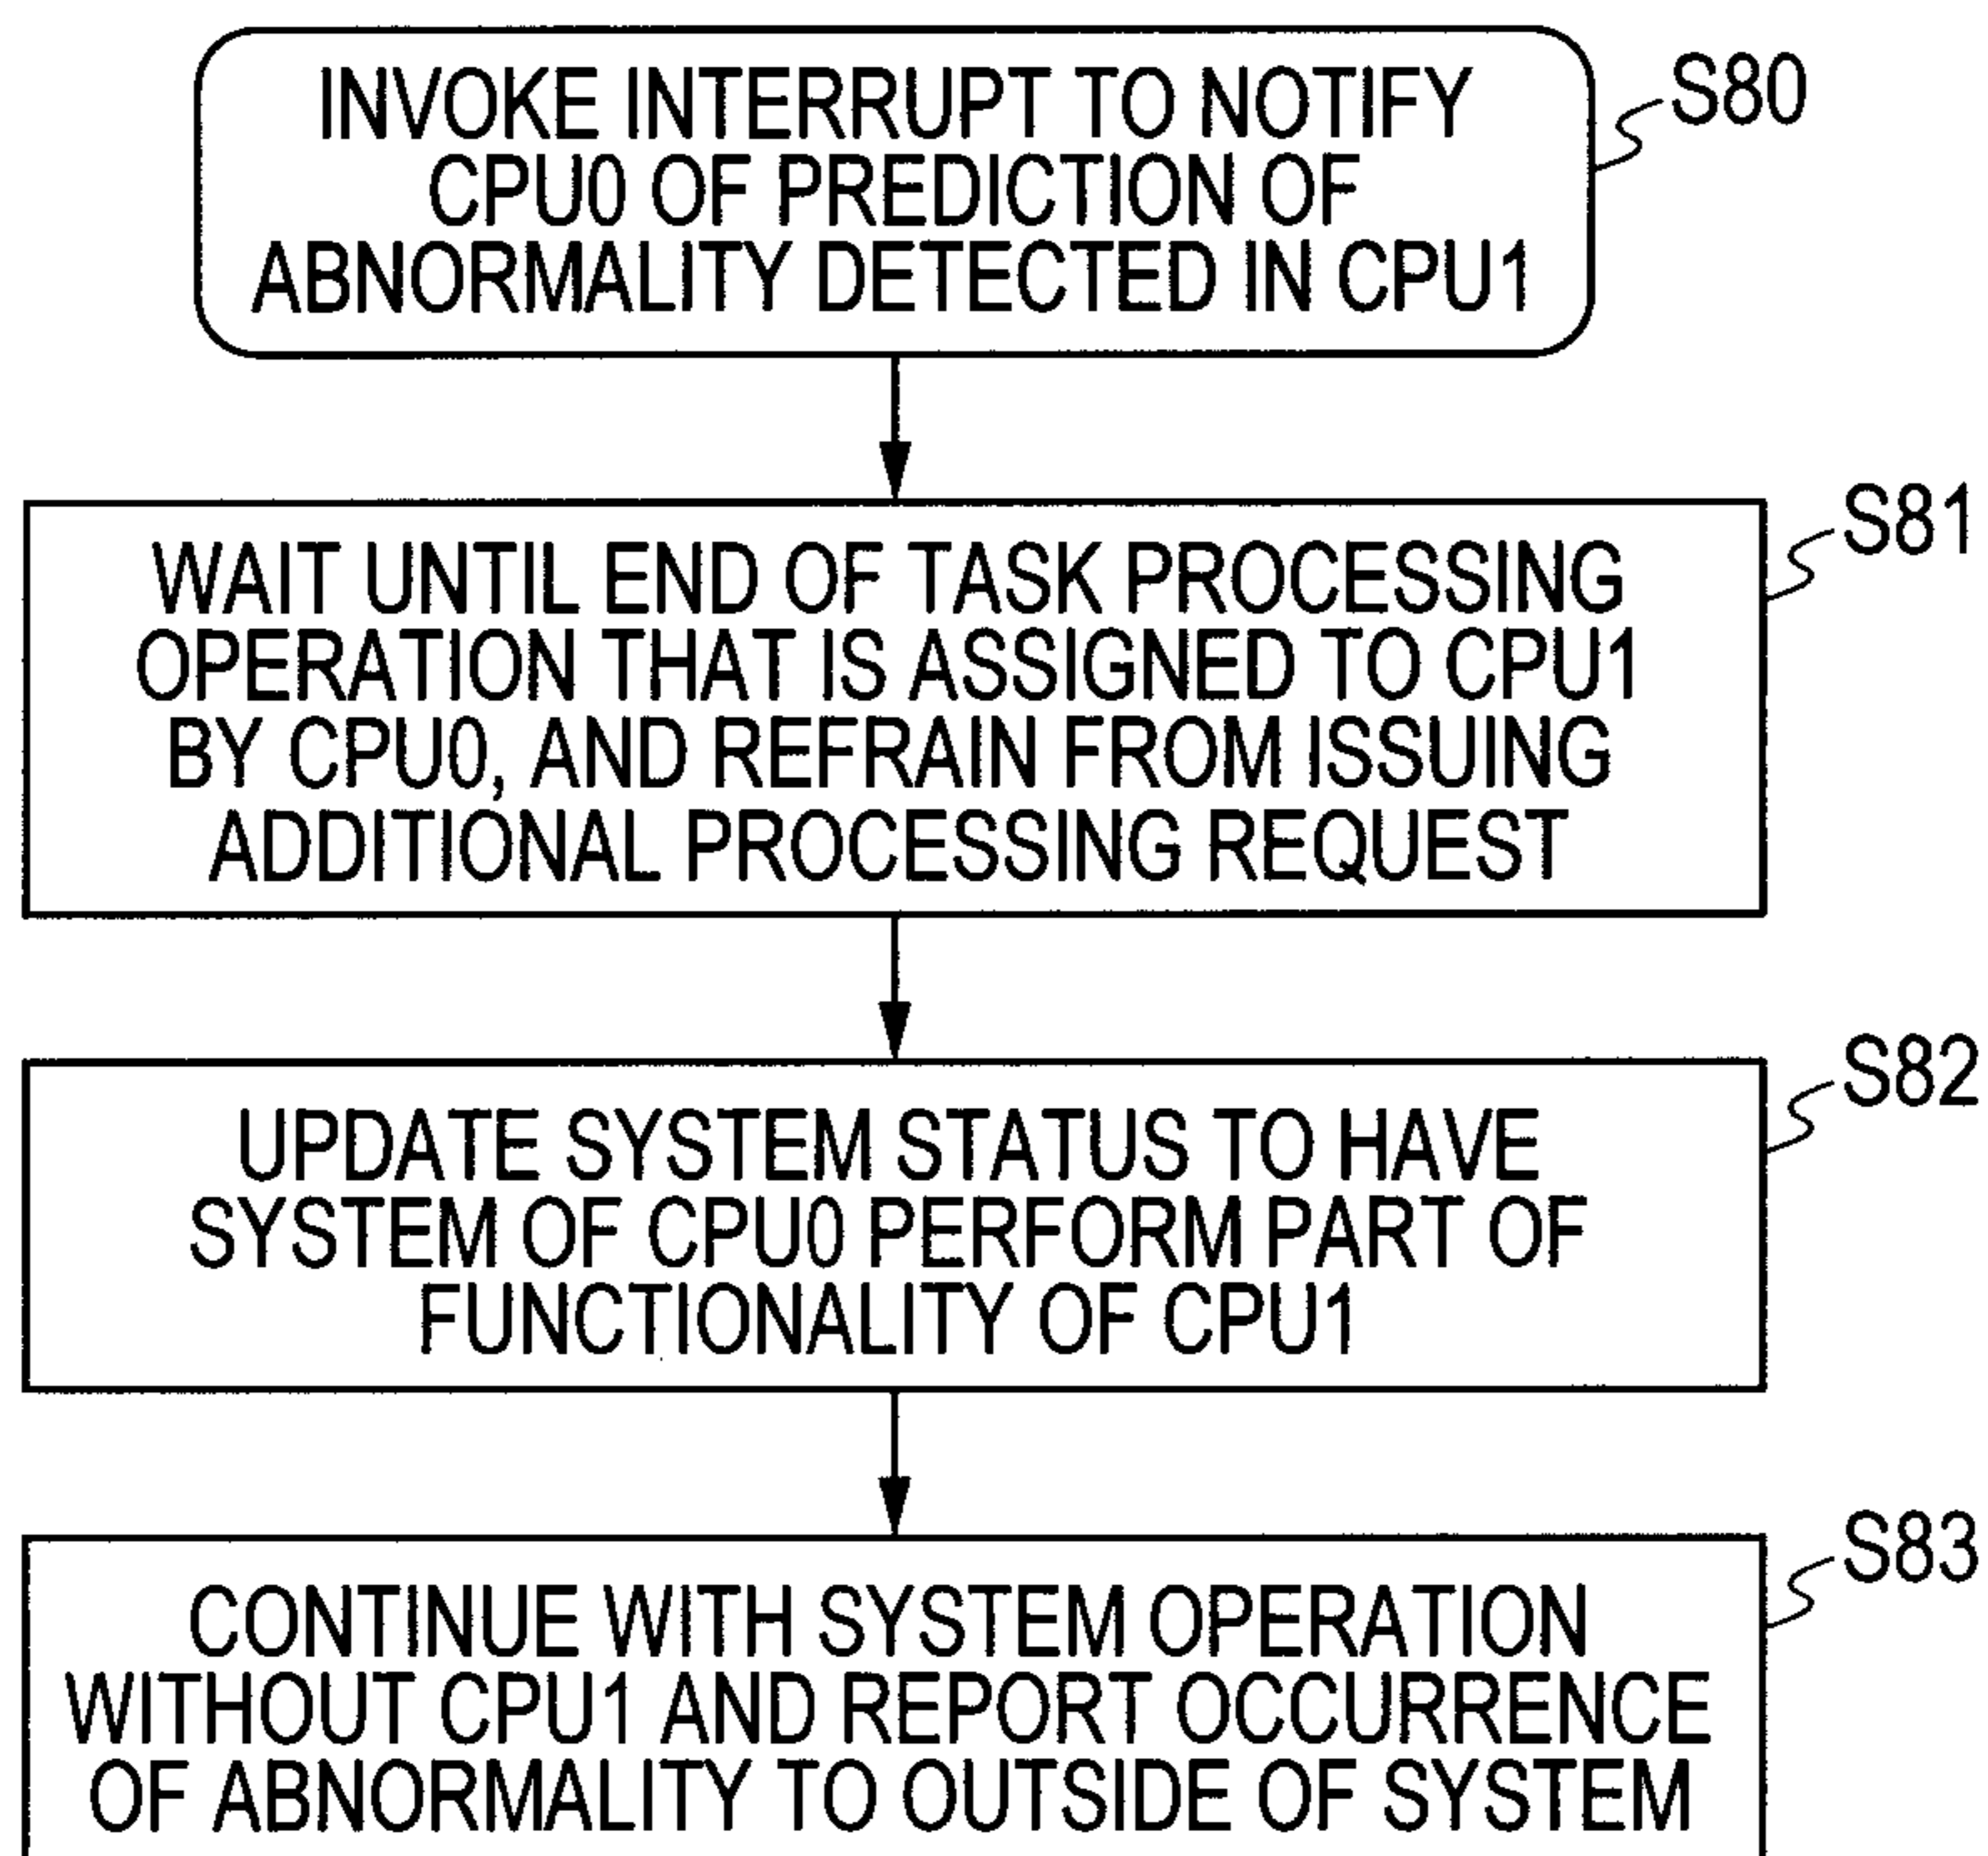 INVOKE INTERRUPT TO NOTIFY
CPU0 OF PREDICTION OF
ABNORMALITY DETECTED IN CPU1
S80
WAIT UNTIL END OF TASK PROCESSING
OPERATION THAT IS ASSIGNED TO CPU1
BY CPU0, AND REFRAIN FROM ISSUING
ADDITIONAL PROCESSING REQUEST
S81
UPDATE SYSTEM STATUS TO HAVE
SYSTEM OF CPU0 PERFORM PART OF
FUNCTIONALITY OF CPU1
S82
CONTINUE WITH SYSTEM OPERATION
WITHOUT CPU1 AND REPORT OCCURRENCE
OF ABNORMALITY TO OUTSIDE OF SYSTEM
S83